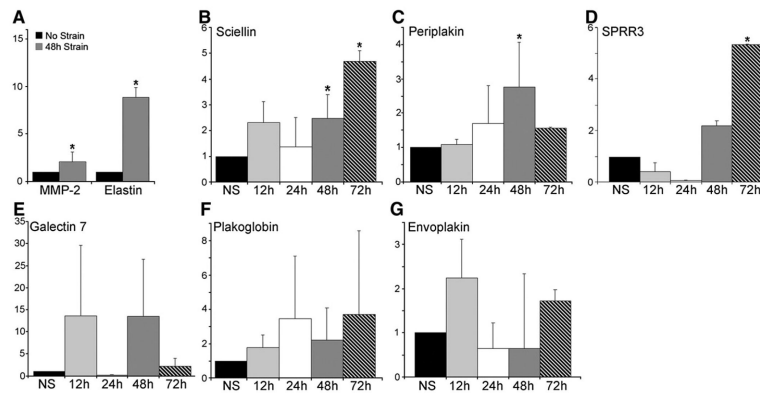 A
No Strain
48h Strain
15
10
5
0
*
*
MMP-2 Elastin
B
Sciellin
6
5
4
3
2
1
0
*
*
NS 12h 24h 48h 72h
C
Periplakin
5
4
3
2
1
0
*
NS 12h 24h 48h 72h
D
SPRR3
6
4
2
0
*
NS 12h 24h 48h 72h
E
Galectin 7
35
30
25
20
15
10
5
0
NS 12h 24h 48h 72h
F
Plakoglobin
8
6
4
2
0
NS 12h 24h 48h 72h
G
Envoplakin
3
2
1
0
NS 12h 24h 48h 72h